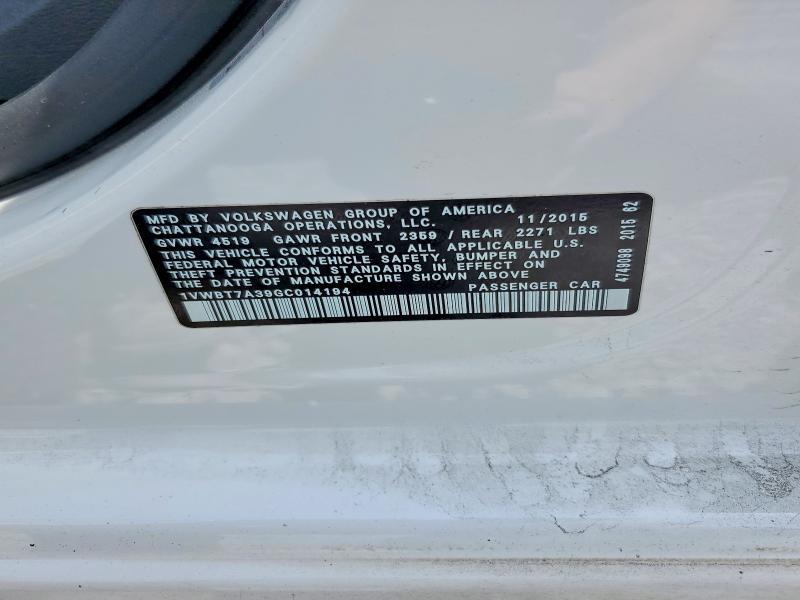 MFD BY VOLKSWAGEN GROUP OF AMERICA
CHATTANOOGA OPERATIONS, LLC. 11/2015
GVWR 4519 GAWR FRONT 2359 / REAR 2271 LBS
THIS VEHICLE CONFORMS TO ALL APPLICABLE U.S.
FEDERAL MOTOR VEHICLE SAFETY, BUMPER AND
THEFT PREVENTION STANDARDS IN EFFECT ON
THE DATE OF MANUFACTURE SHOWN ABOVE
1VWBT7A39GC014194 PASSENGER CAR
4749098 2015 62